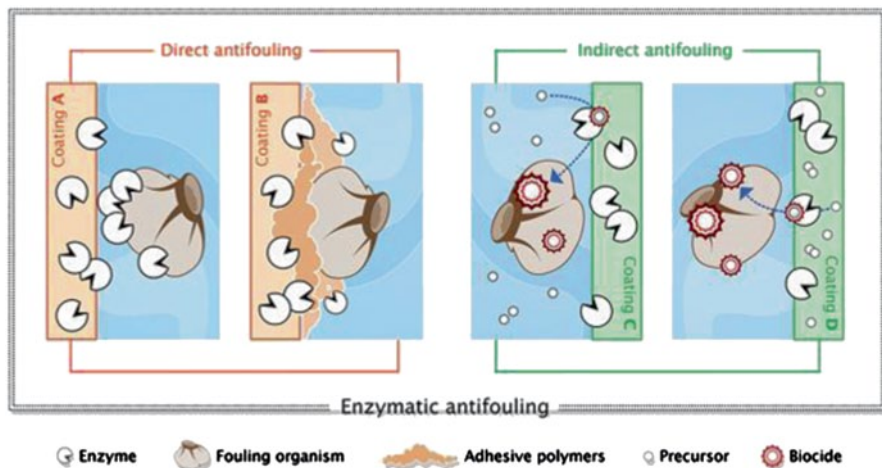 Direct antifouling
Indirect antifouling
Coating A
Coating B
Coating C
Coating D
Enzymatic antifouling
Enzyme
Fouling organism
Adhesive polymers
Precursor
Biocide